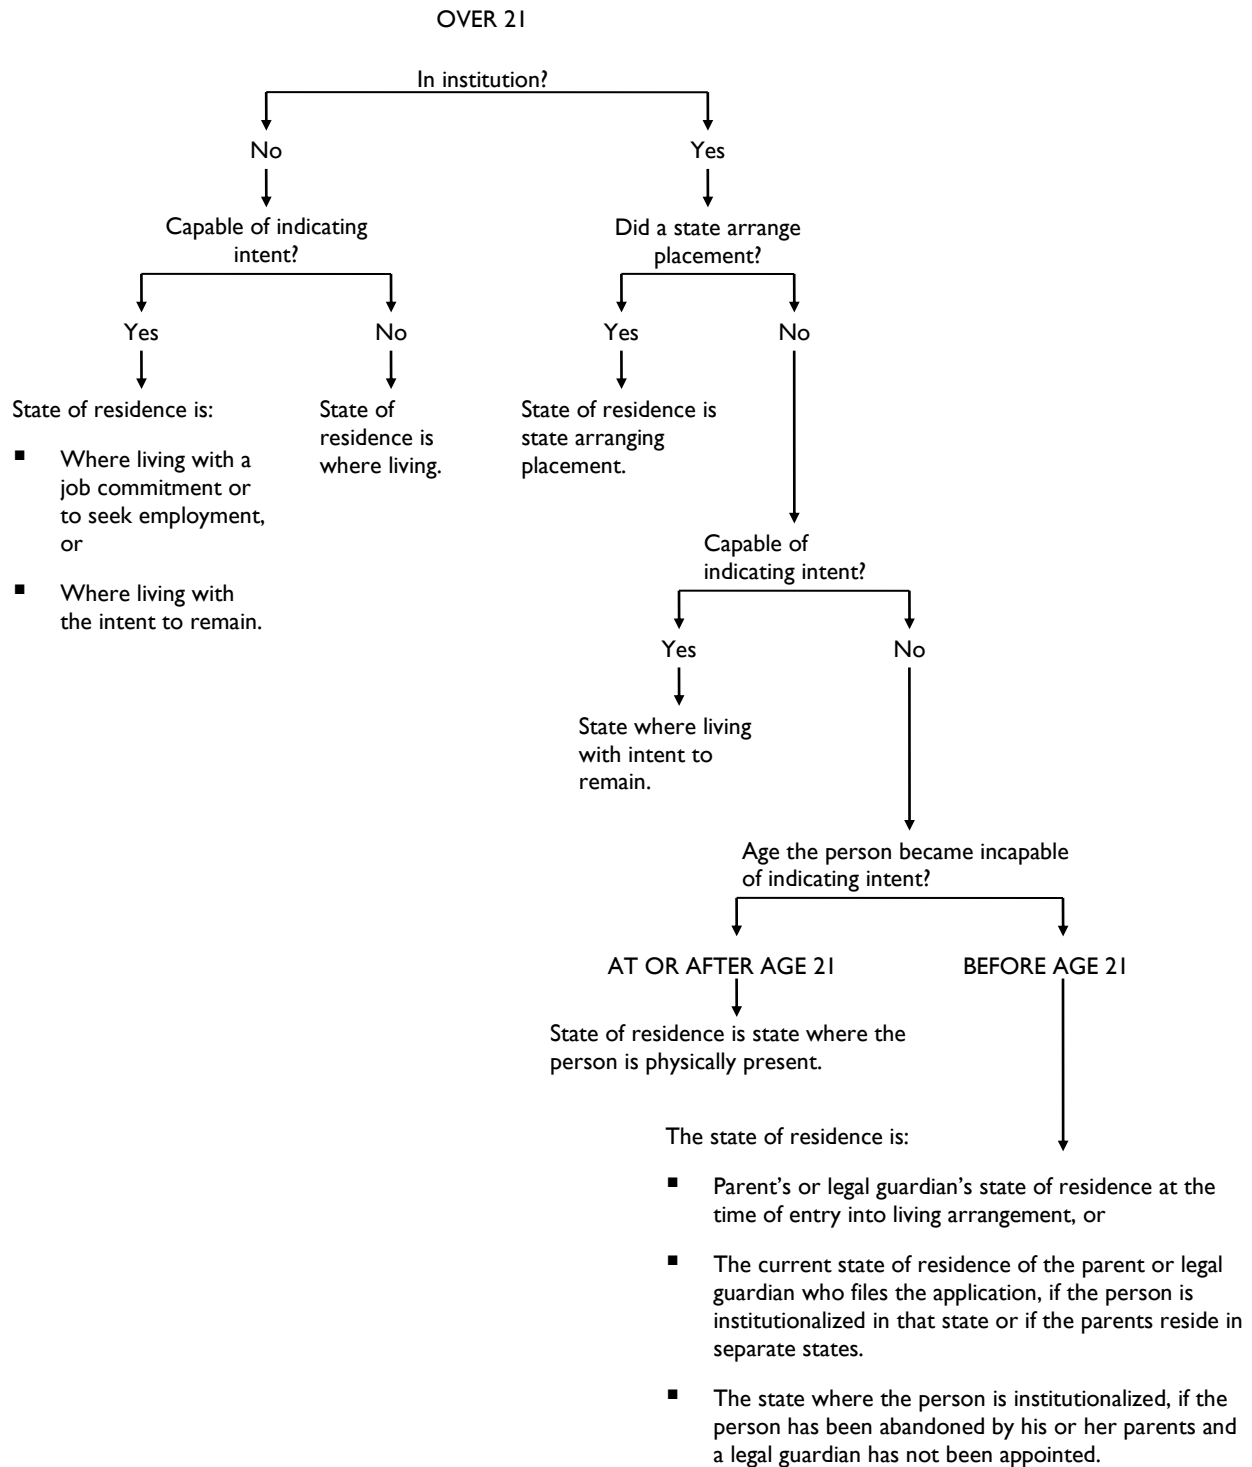 OVER 21
In institution?
No
Yes
Capable of indicating
intent?
Did a state arrange
placement?
Yes
No
Yes
No
State of residence is:
■ Where living with a
job commitment or
to seek employment,
or
■ Where living with
the intent to remain.
State of
residence is
where living.
State of residence is
state arranging
placement.
Capable of
indicating intent?
Yes
No
State where living
with intent to
remain.
Age the person became incapable
of indicating intent?
AT OR AFTER AGE 21
BEFORE AGE 21
State of residence is state where the
person is physically present.
The state of residence is:
■ Parent’s or legal guardian’s state of residence at the
time of entry into living arrangement, or
■ The current state of residence of the parent or legal
guardian who files the application, if the person is
institutionalized in that state or if the parents reside in
separate states.
■ The state where the person is institutionalized, if the
person has been abandoned by his or her parents and
a legal guardian has not been appointed.